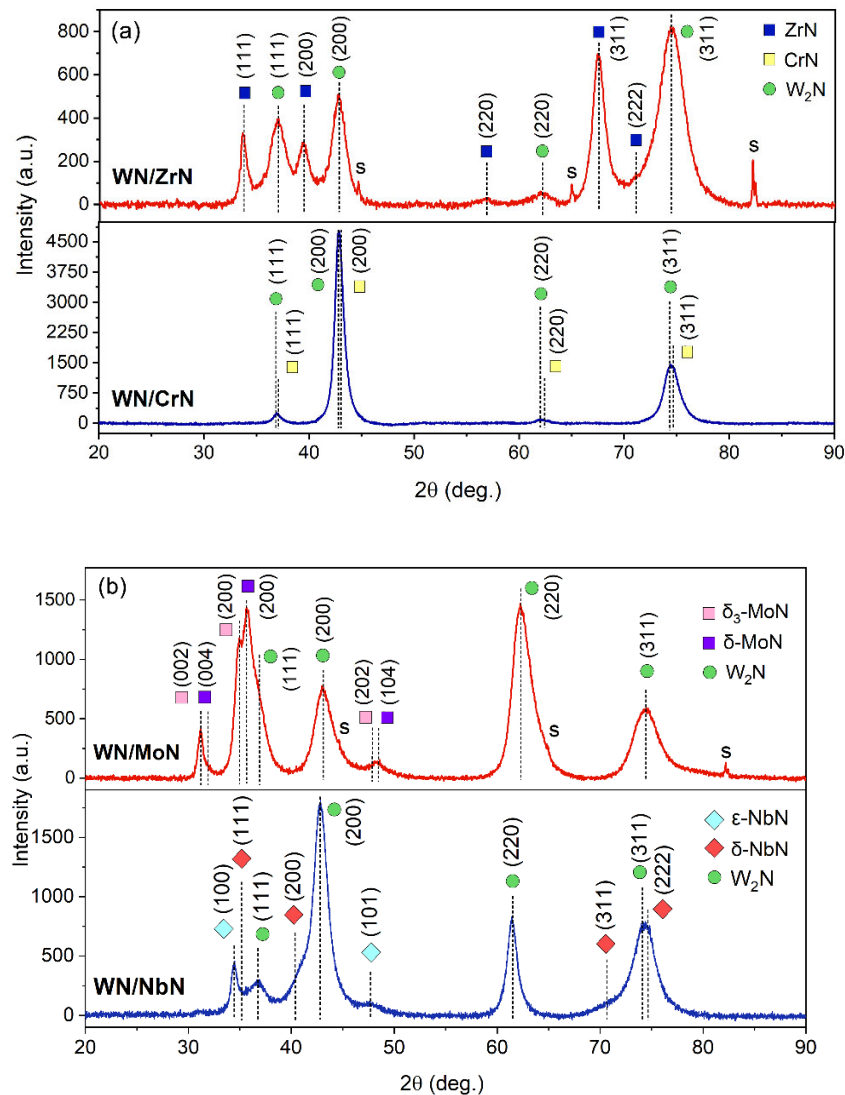 (a)
(111)
(111)
(200)
(200)
S
(220)
(220)
S
(311)
(222)
(311)
S
ZrN
CrN
W₂N
WN/ZrN
800
600
400
200
0
(111)
(111)
(200)
(200)
(220)
(220)
(311)
(311)
WN/CrN
4500
3750
3000
2250
1500
750
0
Intensity (a.u.)
20 30 40 50 60 70 80 90
2θ (deg.)
(b)
(002)
(004)
(200)
(200)
(111)
(200)
S
(202)
(104)
(220)
S
(311)
S
δ₃-MoN
δ-MoN
W₂N
WN/MoN
1500
1000
500
0
Intensity (a.u.)
(100)
(111)
(111)
(200)
(200)
(101)
(220)
(311)
(311)
(222)
ε-NbN
δ-NbN
W₂N
WN/NbN
1500
1000
500
0
Intensity (a.u.)
20 30 40 50 60 70 80 90
2θ (deg.)